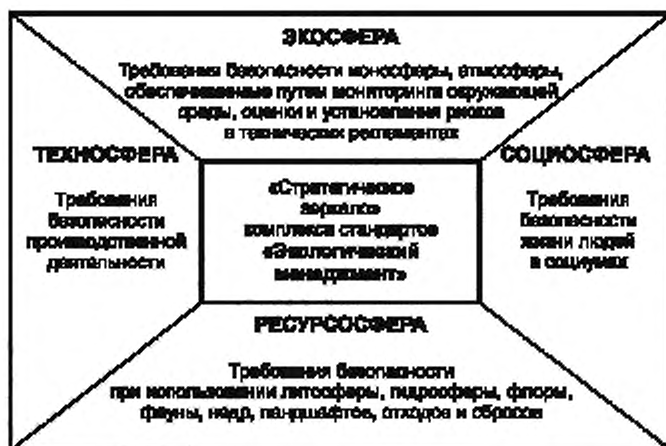 ЭКОСФЕРА
Требования безопасности ноосферы, атмосферы,
обеспечиваемые путем мониторинга окружающей
среды, оценки и установления рисков
в технических регламентах
ТЕХНОСФЕРА
Требования
безопасности
производственной
деятельности
«Стратегическое
зеркало»
комплекса стандартов
«Экологический
менеджмент»
СОЦИОСФЕРА
Требования
безопасности
жизни людей
в социумах
РЕСУРСОСФЕРА
Требования безопасности
при использовании литосферы, гидросферы, флоры,
фауны, недр, ландшафтов, отходов и сбросов